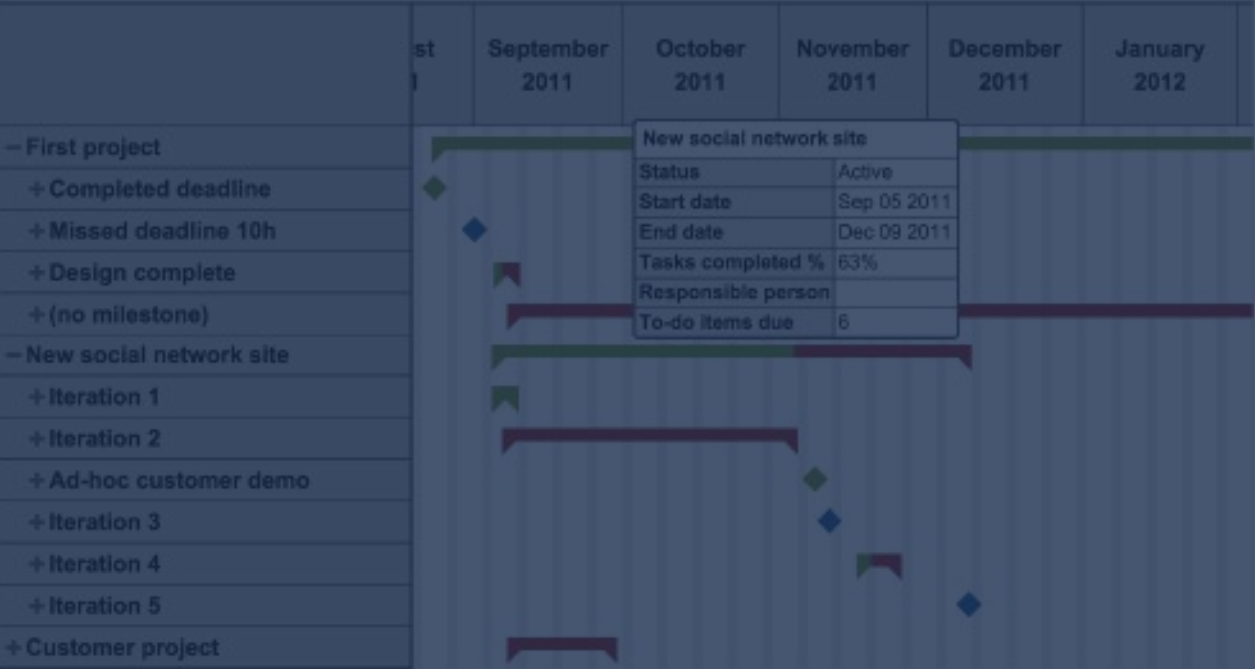 st September October November December January
1 2011 2011 2011 2011 2012
First project
Completed deadline
Missed deadline 10h
Design complete
(no milestone)
New social network site
Iteration 1
Iteration 2
Ad-hoc customer demo
Iteration 3
Iteration 4
Iteration 5
Customer project
New social network site
Status Active
Start date Sep 05 2011
End date Dec 09 2011
Tasks completed % 63%
Responsible person
To-do items due 6